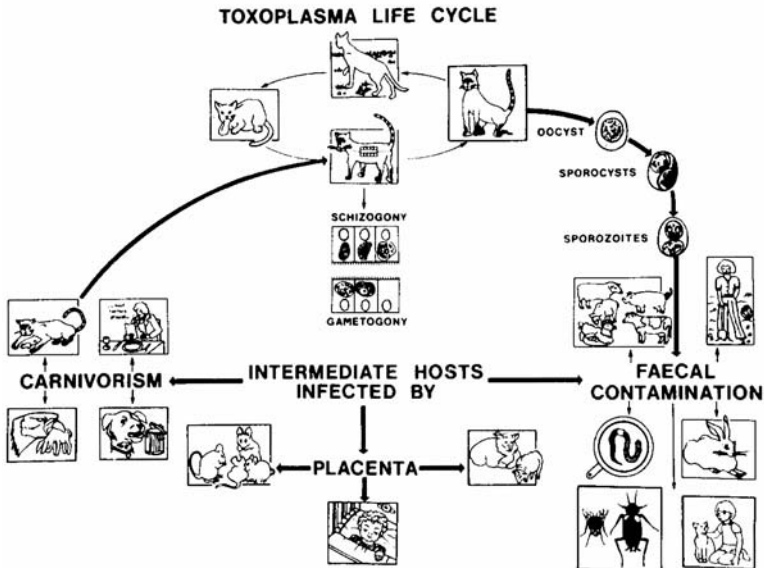 TOXOPLASMA LIFE CYCLE
OOCYST
SPOROCYSTS
SCHIZOGONY
SPOROZOITES
GAMETOGONY
CARNIVORISM
INTERMEDIATE HOSTS
INFECTED BY
FAECAL
CONTAMINATION
PLACENTA